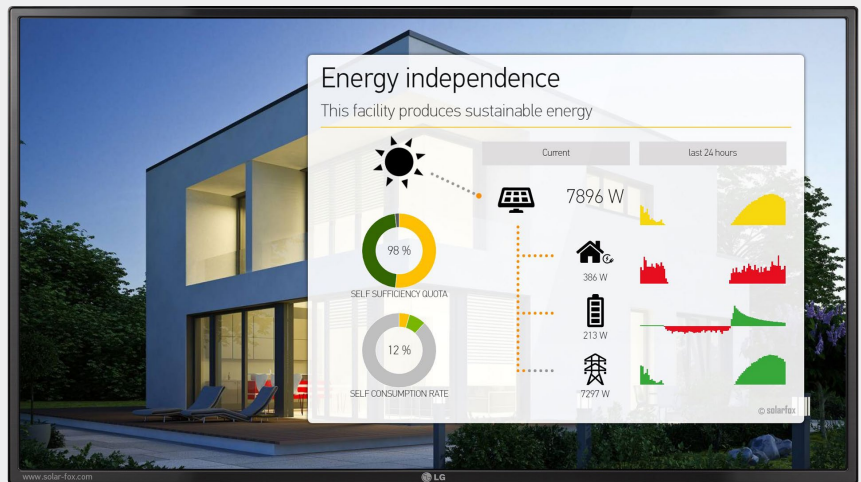 Energy independence
This facility produces sustainable energy
Current
last 24 hours
7896 W
98 %
386 W
SELF SUFFICIENCY QUOTA
213 W
12 %
SELF CONSUMPTION RATE
7297 W
© solarfox
www.solar-fox.com
LG